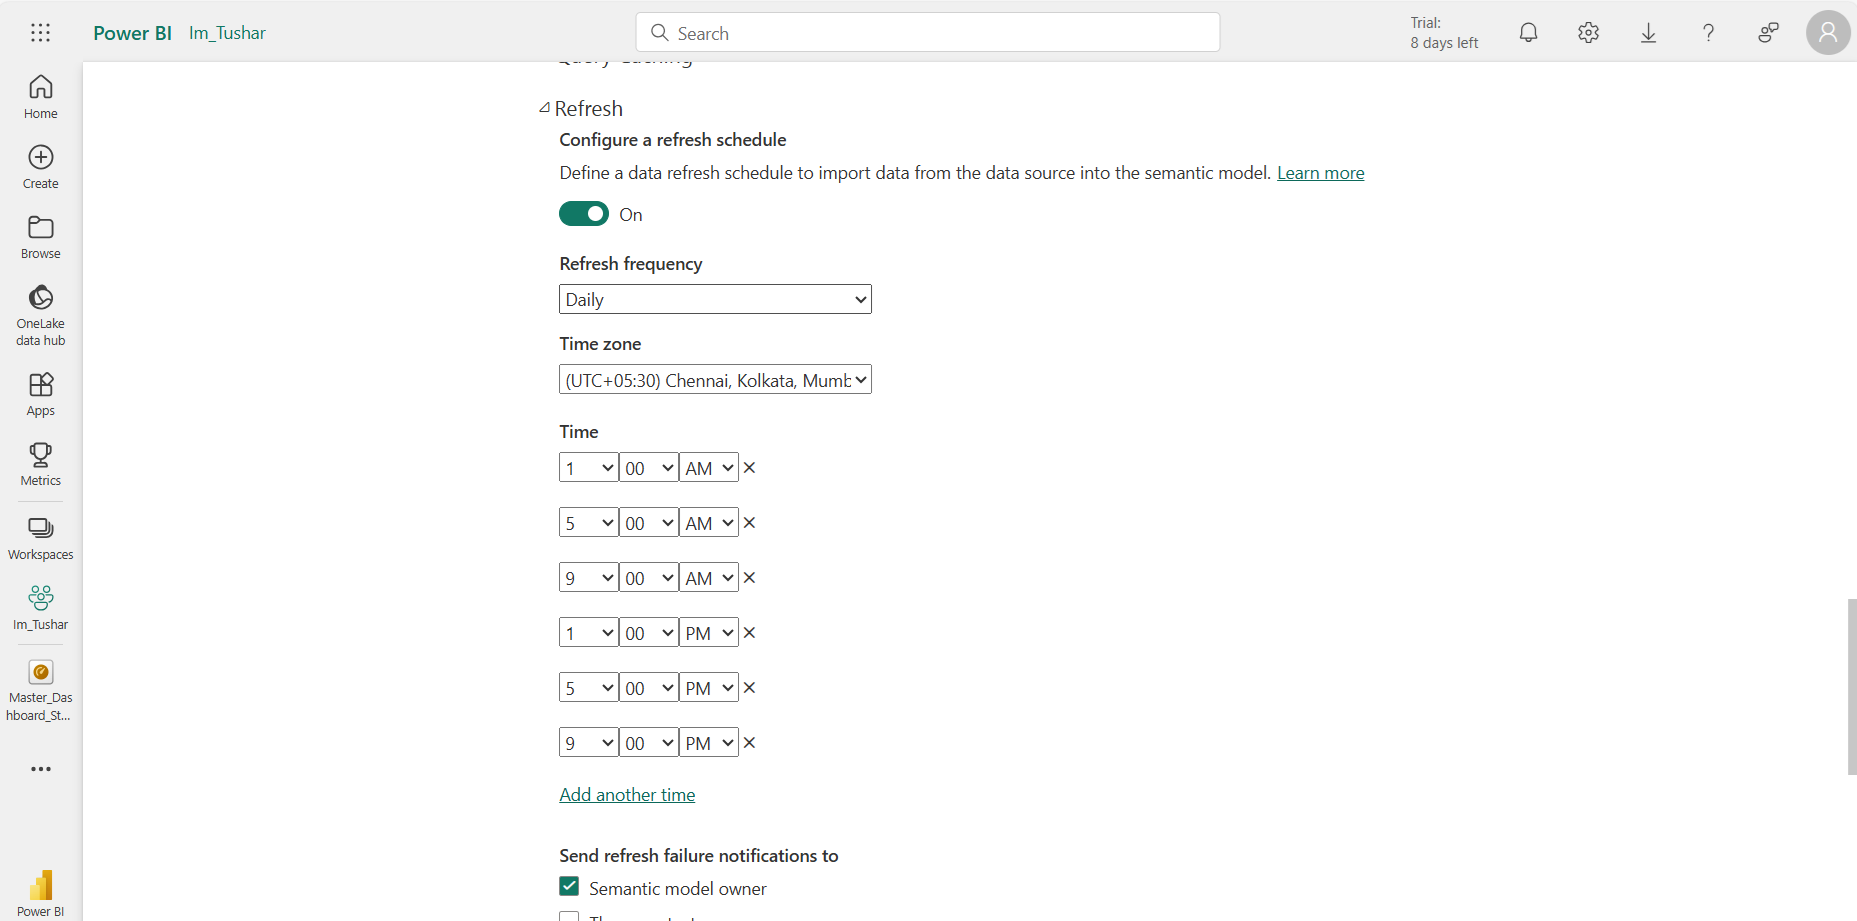 Power BI Im_Tushar
Search
Trial:
8 days left
Home
Create
Browse
OneLake
data hub
Apps
Metrics
Workspaces
Im_Tushar
Master_Das
hboard_St...
Power BI
Query Caching
Refresh
Configure a refresh schedule
Define a data refresh schedule to import data from the data source into the semantic model. Learn more
On
Refresh frequency
Daily
Time zone
(UTC+05:30) Chennai, Kolkata, Mumb
Time
1 00 AM
5 00 AM
9 00 AM
1 00 PM
5 00 PM
9 00 PM
Add another time
Send refresh failure notifications to
Semantic model owner